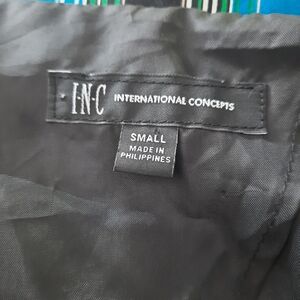 I·N·C INTERNATIONAL CONCEPTS
SMALL
MADE IN
PHILIPPINES